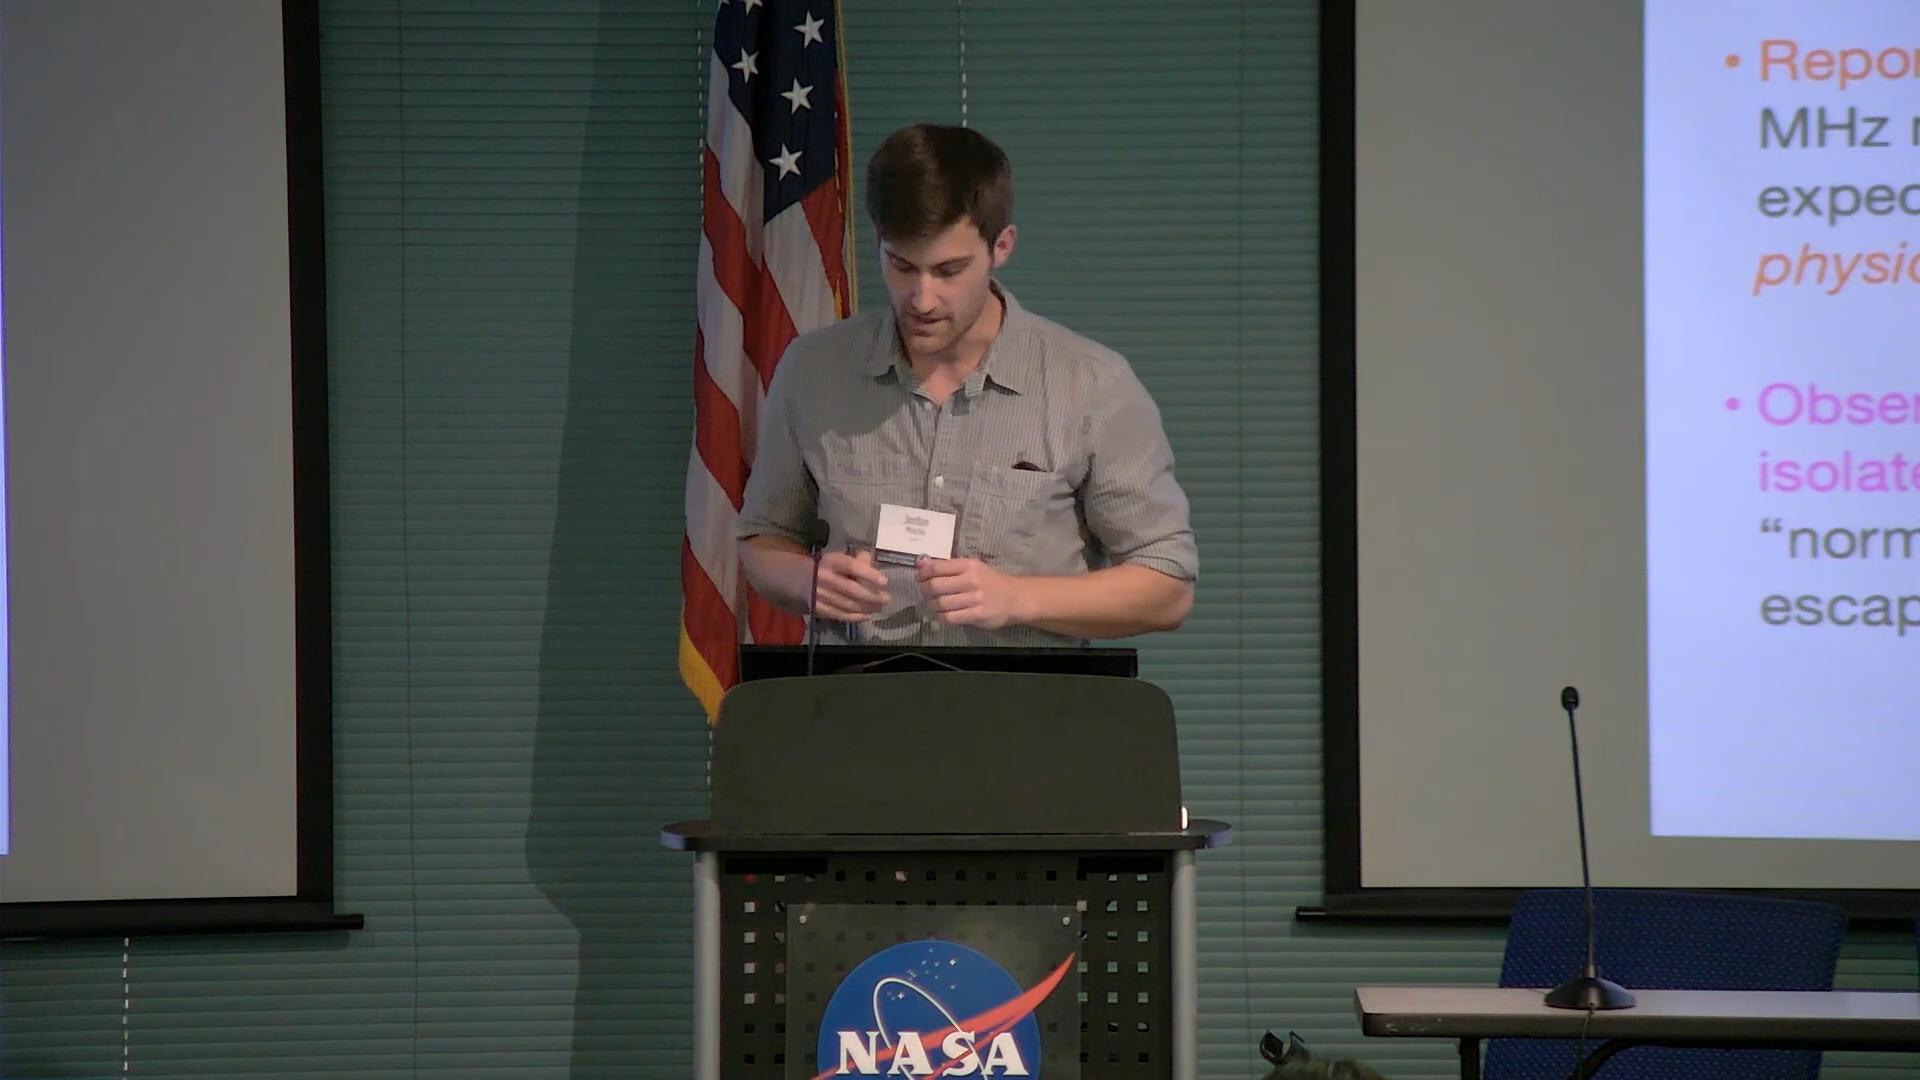 • Repor
MHz
expec
physic
• Obser
isolate
“norm
escap
NASA